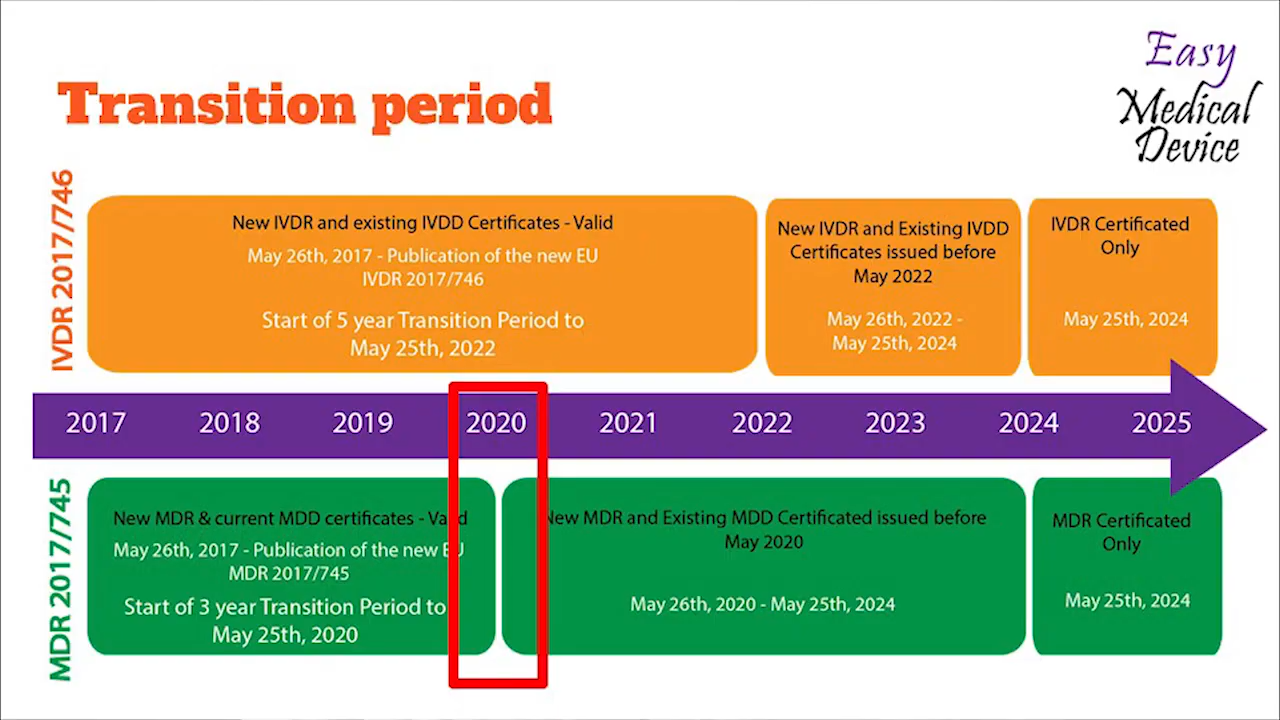 Easy
Medical
Device
Transition period
IVDR 2017/746
New IVDR and existing IVDD Certificates - Valid
May 26th, 2017 - Publication of the new EU
IVDR 2017/746
Start of 5 year Transition Period to
May 25th, 2022
New IVDR and Existing IVDD
Certificates issued before
May 2022
May 26th, 2022 -
May 25th, 2024
IVDR Certificated
Only
May 25th, 2024
2017 2018 2019 2020 2021 2022 2023 2024 2025
MDR 2017/745
New MDR & current MDD certificates - Valid
May 26th, 2017 - Publication of the new EU
MDR 2017/745
Start of 3 year Transition Period to
May 25th, 2020
New MDR and Existing MDD Certificated issued before
May 2020
May 26th, 2020 - May 25th, 2024
MDR Certificated
Only
May 25th, 2024